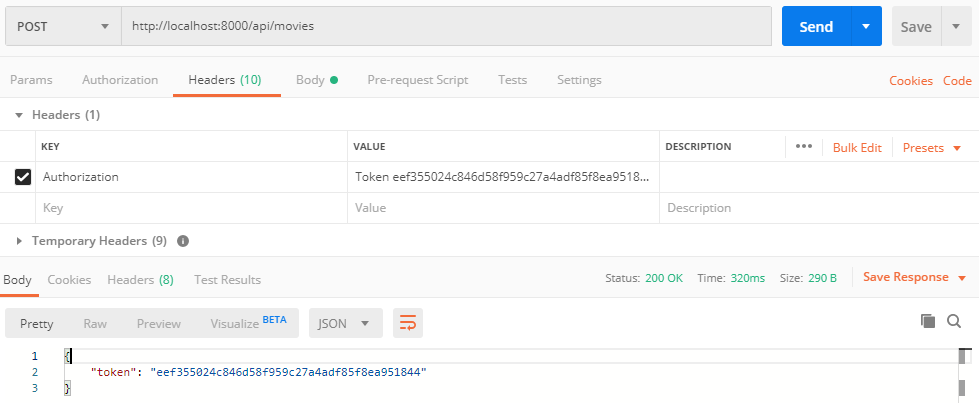 POST http://localhost:8000/api/movies Send Save
Params Authorization Headers (10) Body Pre-request Script Tests Settings Cookies Code
Headers (1)
KEY VALUE DESCRIPTION ••• Bulk Edit Presets
Authorization Token eef355024c846d58f959c27a4adf85f8ea9518...
Key Value Description
Temporary Headers (9) i
Body Cookies Headers (8) Test Results Status: 200 OK Time: 320ms Size: 290 B Save Response
Pretty Raw Preview Visualize BETA JSON
1 {
2 "token": "eef355024c846d58f959c27a4adf85f8ea951844"
3 }